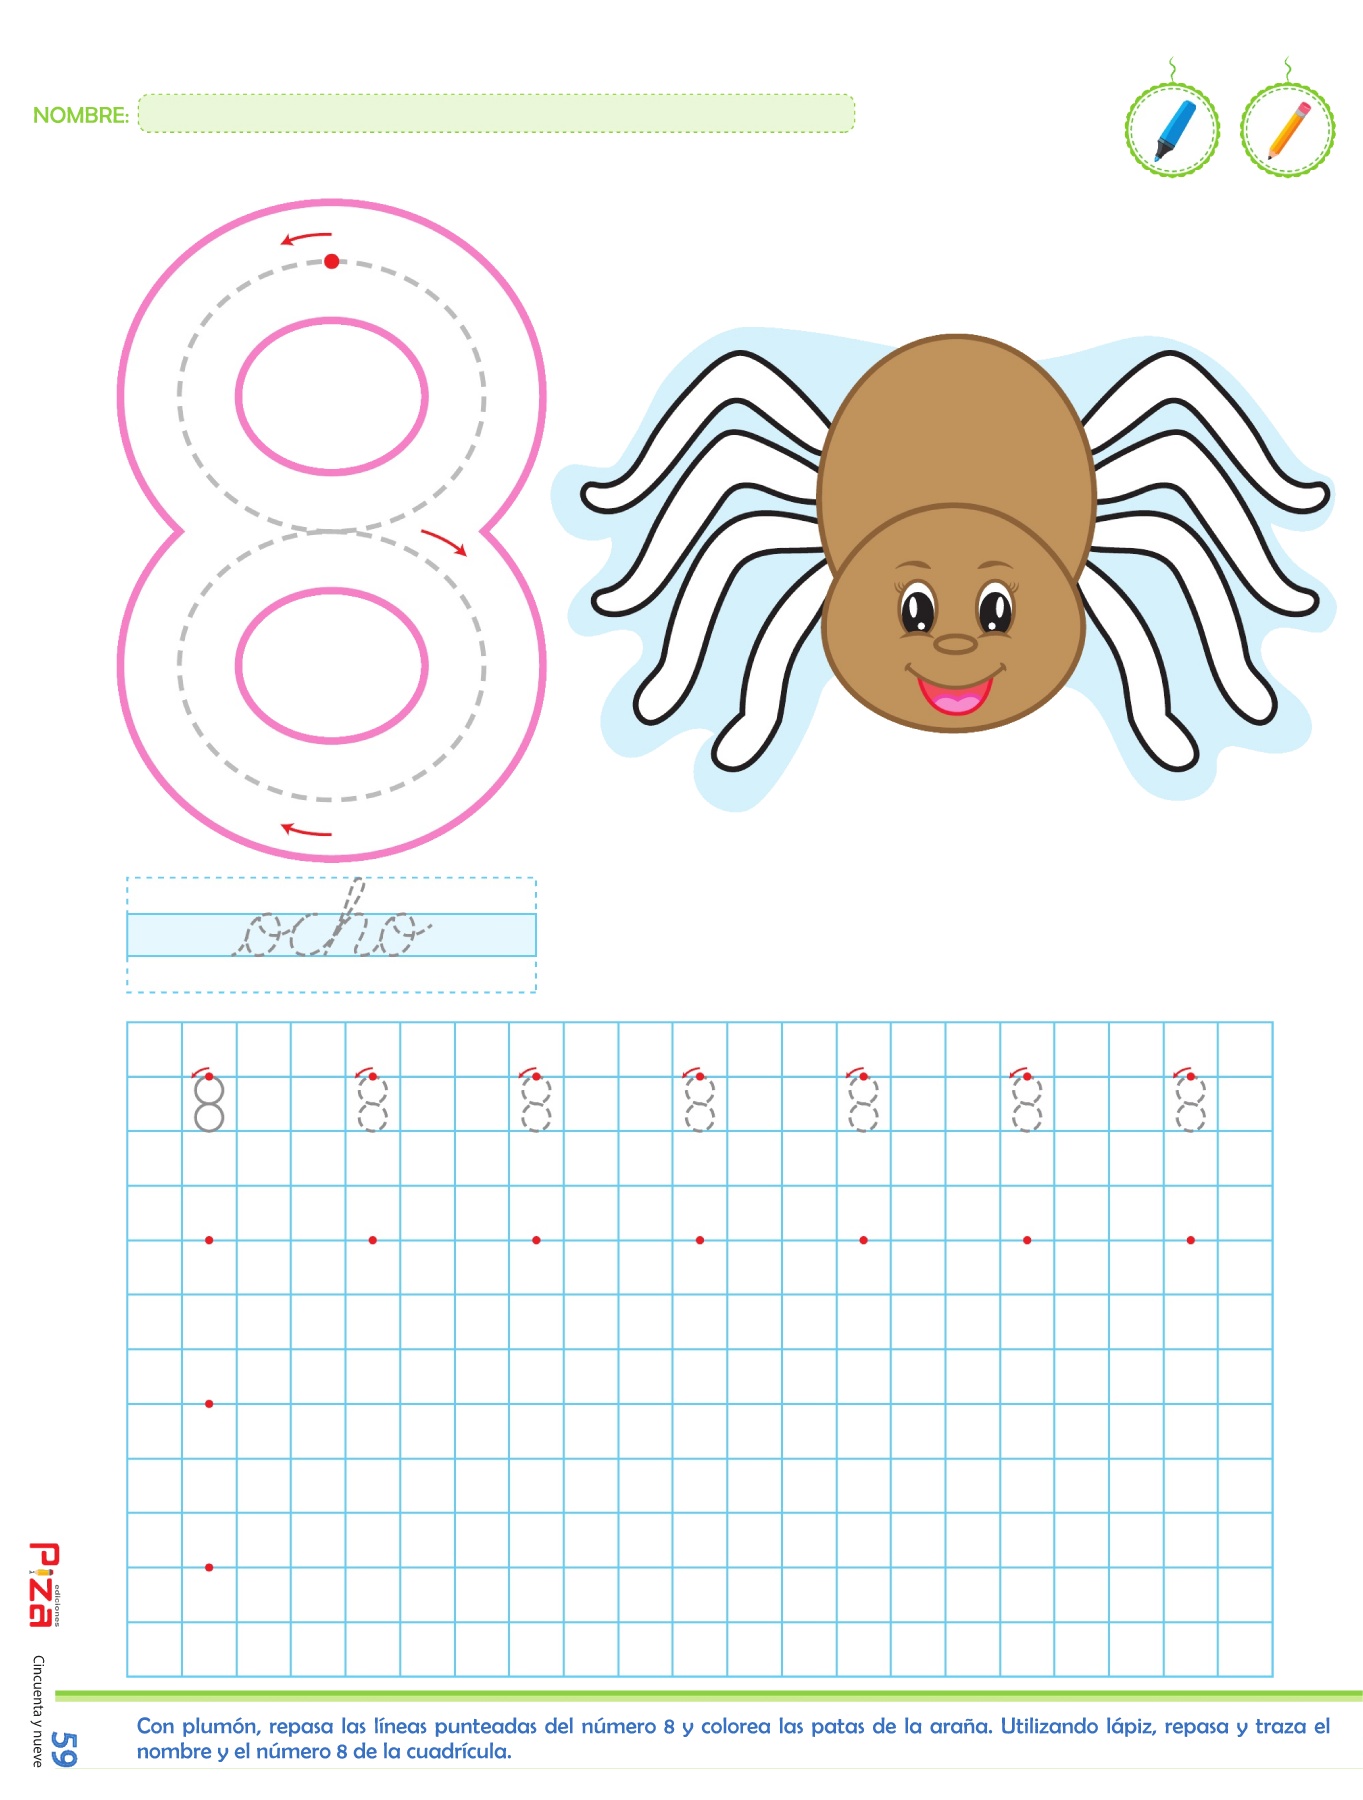 NOMBRE:
8
ocho
8 8 8 8 8 8 8
Piza
ediciones
Cincuenta y nueve
59
Con plumón, repasa las líneas punteadas del número 8 y colorea las patas de la araña. Utilizando lápiz, repasa y traza el
nombre y el número 8 de la cuadrícula.